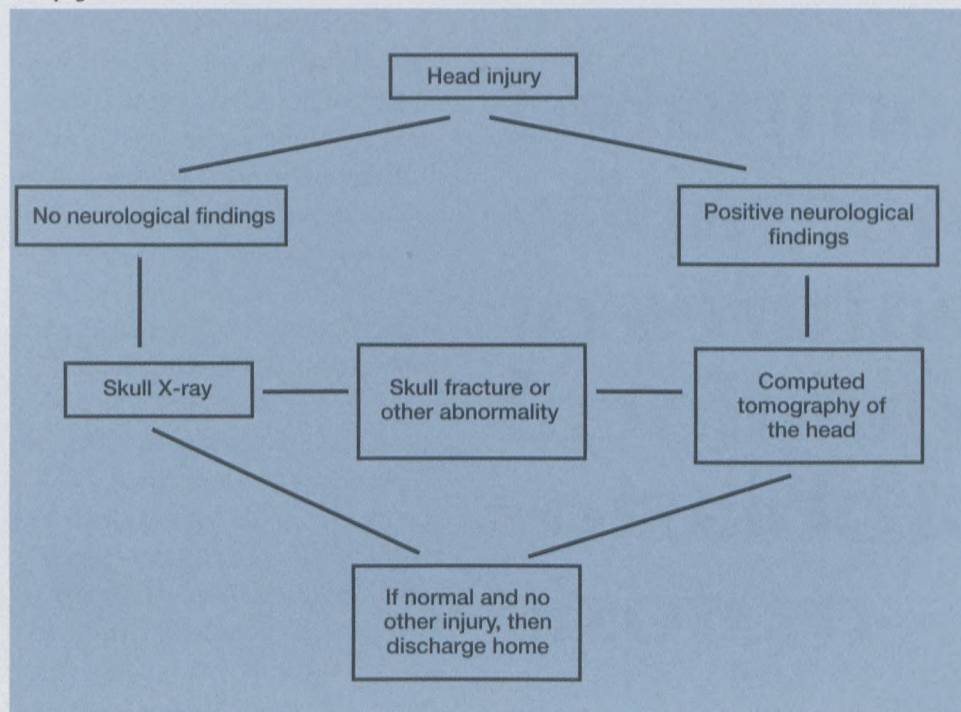 Head injury
No neurological findings
Positive neurological
findings
Skull X-ray
Skull fracture or
other abnormality
Computed
tomography of
the head
If normal and no
other injury, then
discharge home